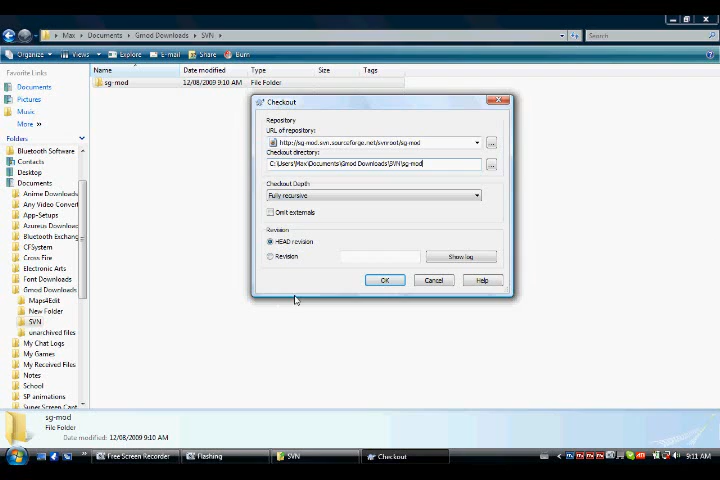 Max ▸ Documents ▸ Gmod Downloads ▸ SVN ▸
Search
Organize Views Explore E-mail Share Burn
Favorite Links
Documents
Pictures
Music
More »
Folders
Bluetooth Software
Contacts
Desktop
Documents
Anime Downloads
Any Video Convert
App-Setups
Azureus Downloads
Bluetooth Exchang
CFSystem
Cross Fire
Electronic Arts
Font Downloads
Gmod Downloads
Maps4Edit
New Folder
SVN
unarchived files
My Chat Logs
My Games
My Received Files
Notes
School
SP animations
Super Screen Capt
Name Date modified Type Size Tags
sg-mod 12/08/2009 9:10 AM File Folder
Checkout
Repository
URL of repository:
http://sg-mod.svn.sourceforge.net/svnroot/sg-mod
...
Checkout directory:
C:\Users\Max\Documents\Gmod Downloads\SVN\sg-mod
...
Checkout Depth
Fully recursive
Omit externals
Revision
HEAD revision
Revision
Show log
OK Cancel Help
sg-mod
File Folder
Date modified: 12/08/2009 9:10 AM
Free Screen Recorder Flashing SVN Checkout
9:11 AM